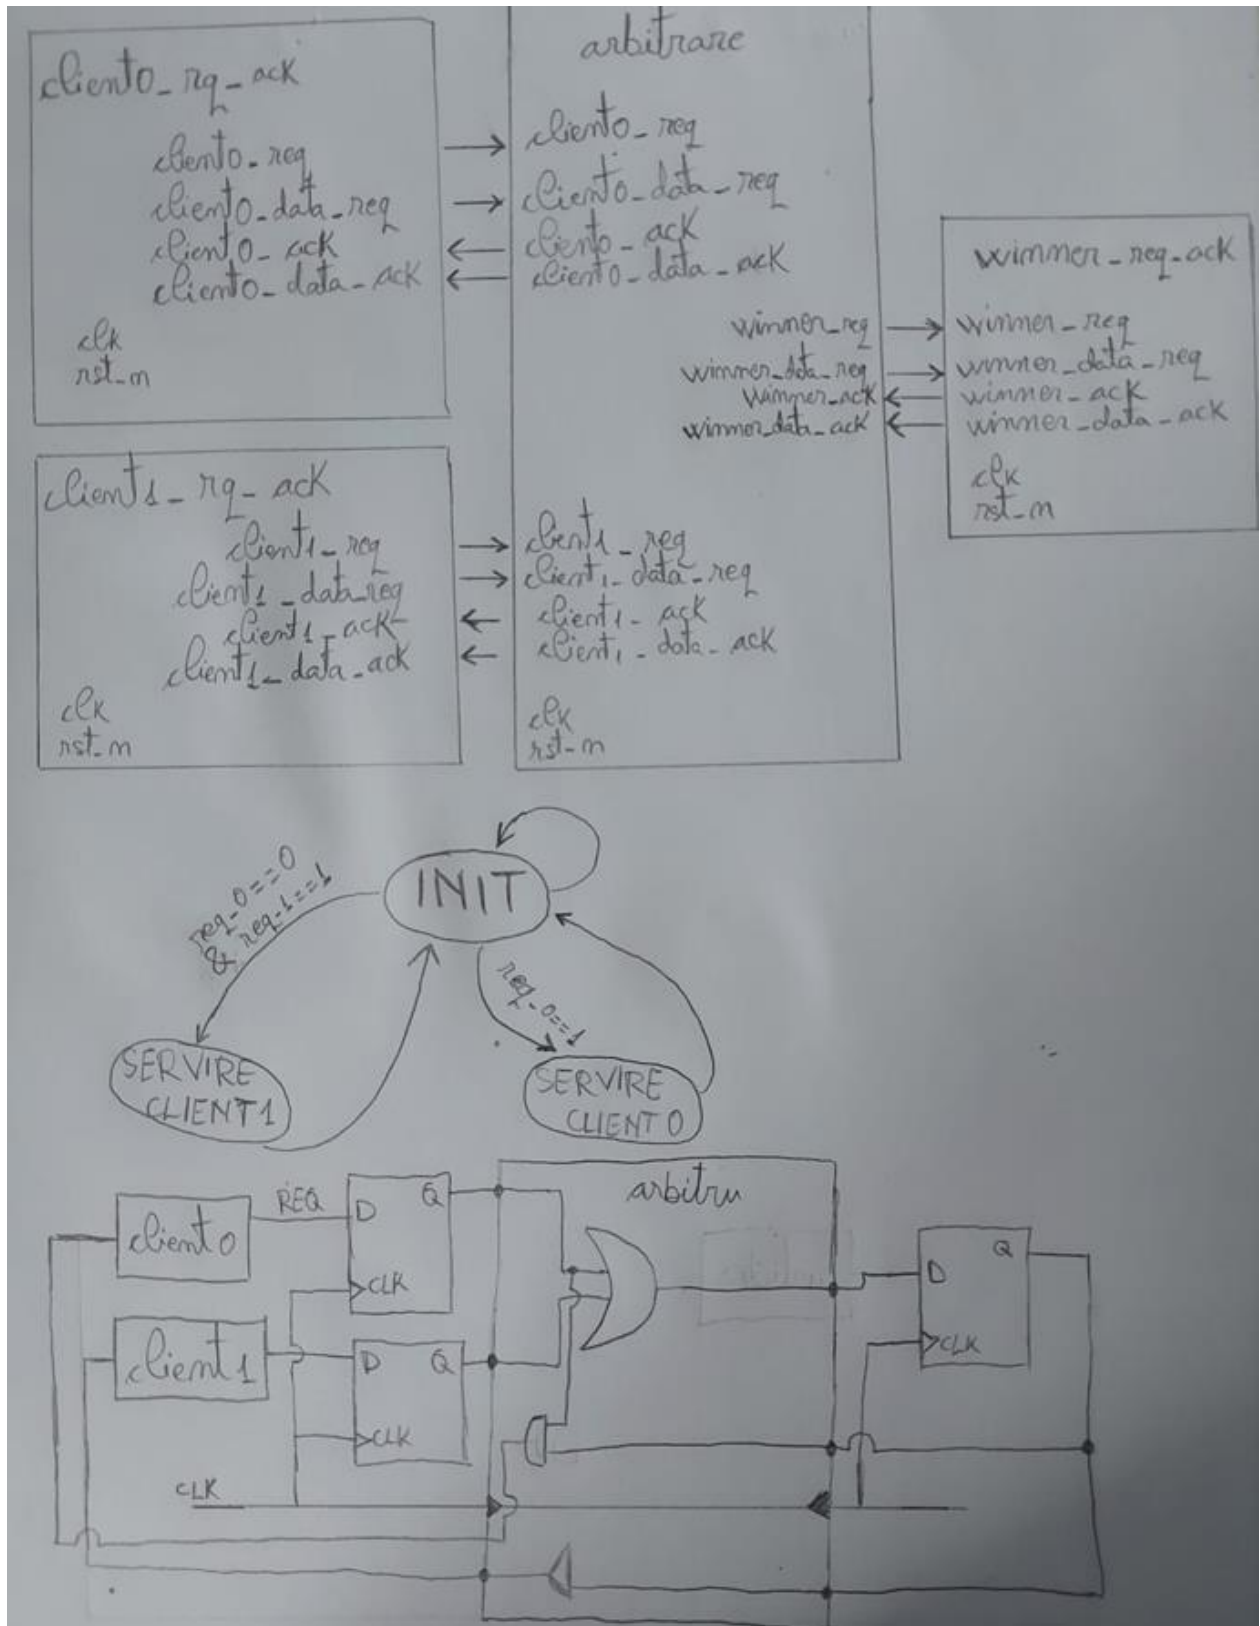 client0_rq_ack
client0_req
client0_data_req
client0_ack
client0_data_ack
clk
rst_n
arbitrare
client0_req
client0_data_req
client0_ack
client0_data_ack
winner_req
winner_data_req
winner_ack
winner_data_ack
winner_req_ack
winner_req
winner_data_req
winner_ack
winner_data_ack
clk
rst_n
client1_rq_ack
client1_req
client1_data_req
client1_ack
client1_data_ack
clk
rst_n
client1_req
client1_data_req
client1_ack
client1_data_ack
clk
rst_n
INIT
req_0==0
& req_1==1
req_0==1
SERVIRE
CLIENT1
SERVIRE
CLIENT0
client0
REQ
D
Q
CLK
arbitru
D
Q
CLK
client1
D
Q
CLK
CLK